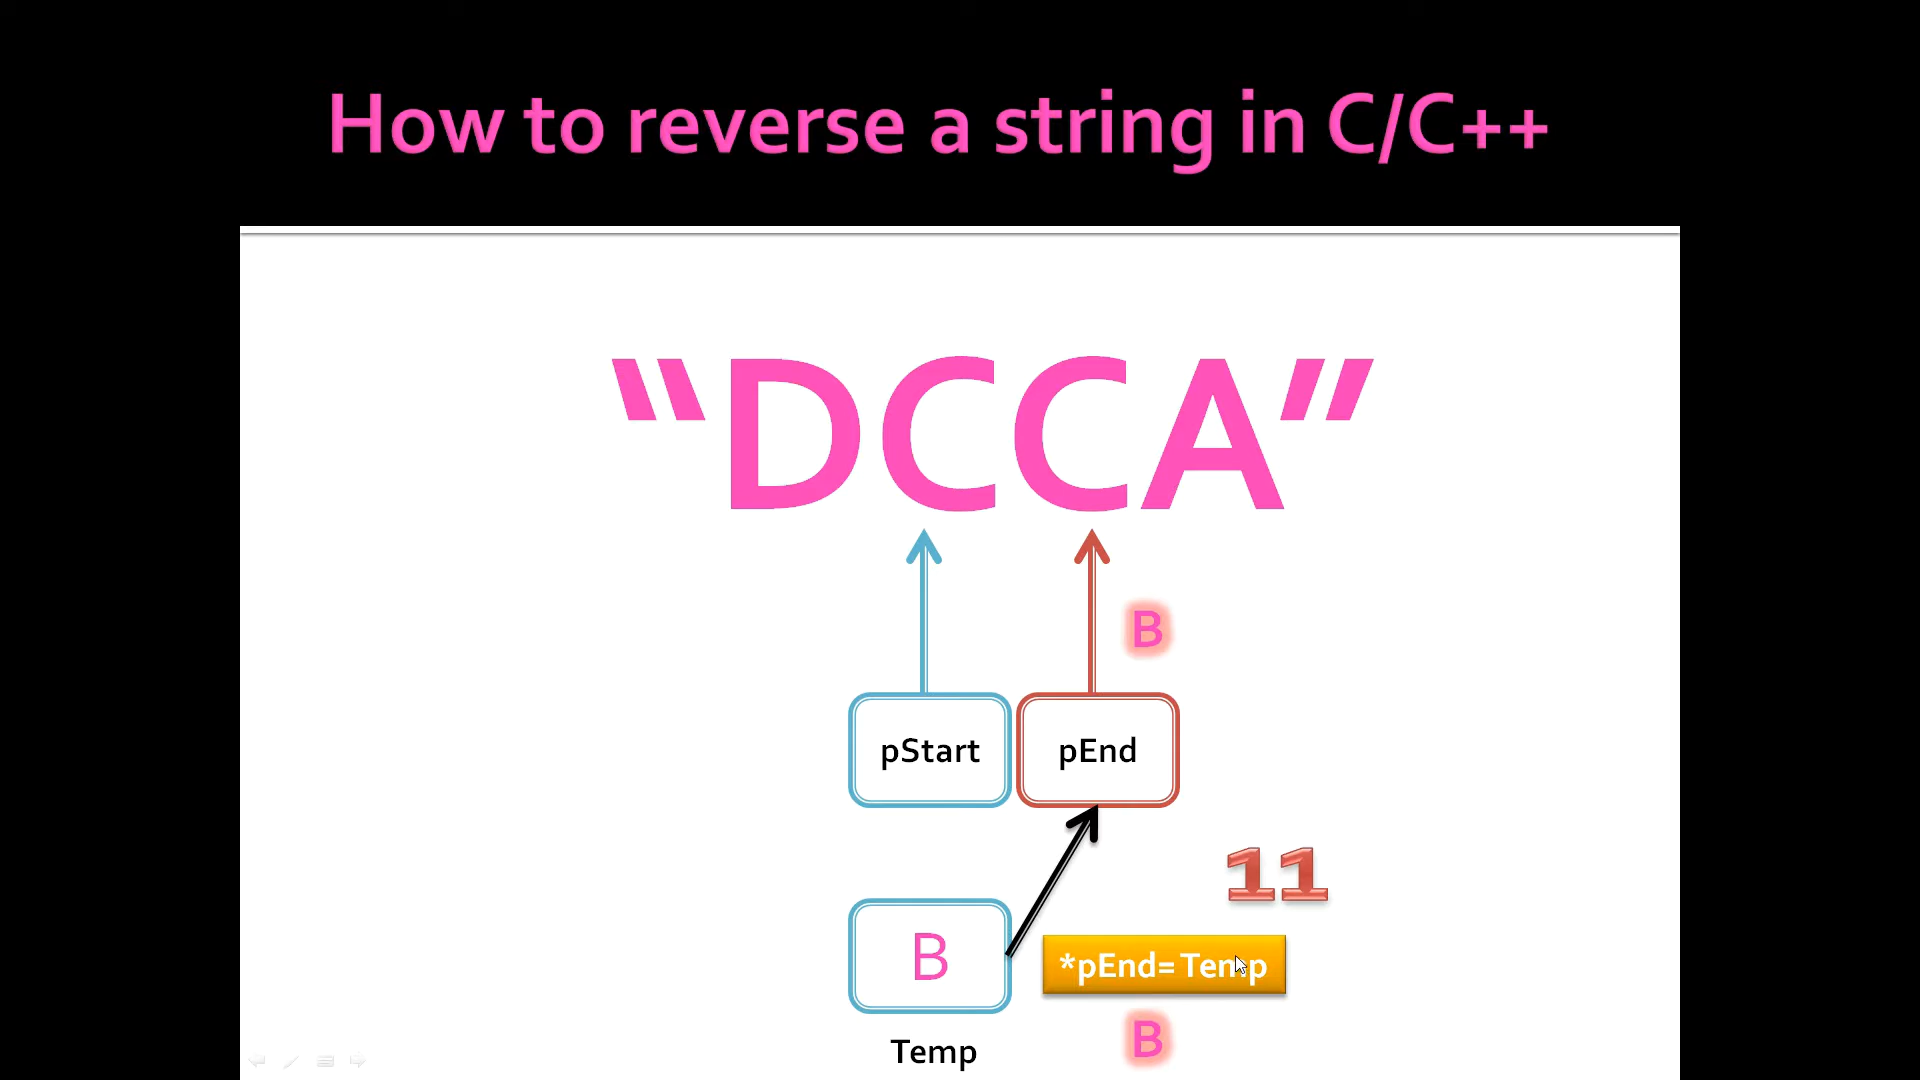 How to reverse a string in C/C++
“DCCA”
B
pStart pEnd
11
B
*pEnd= Temp
Temp
B